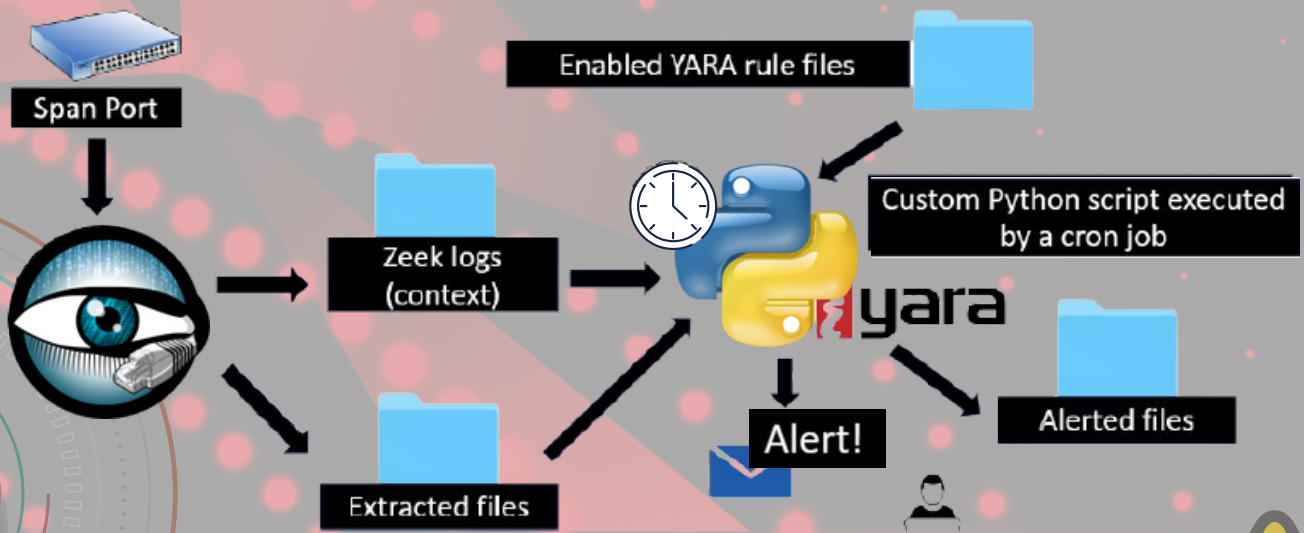 Enabled YARA rule files
Span Port
Custom Python script executed
by a cron job
Zeek logs
(context)
yara
Alerted files
Alert!
Extracted files